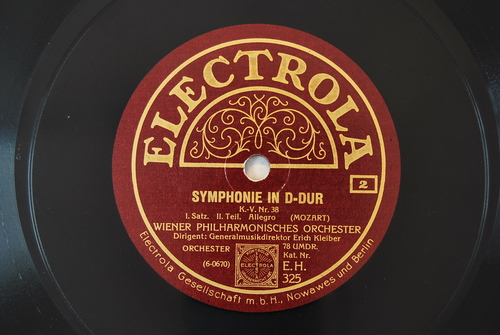 ELECTROLA
2
SYMPHONIE IN D-DUR
K.-V. Nr. 38
I. Satz. II. Teil. Allegro (MOZART)
WIENER PHILHARMONISCHES ORCHESTER
Dirigent: Generalmusikdirektor Erich Kleiber
ORCHESTER
78 UMDR.
Kat. Nr.
(6-0670)
ELECTROLA
E.H.
325
Electrola Gesellschaft m.b.H., Nowawes und Berlin